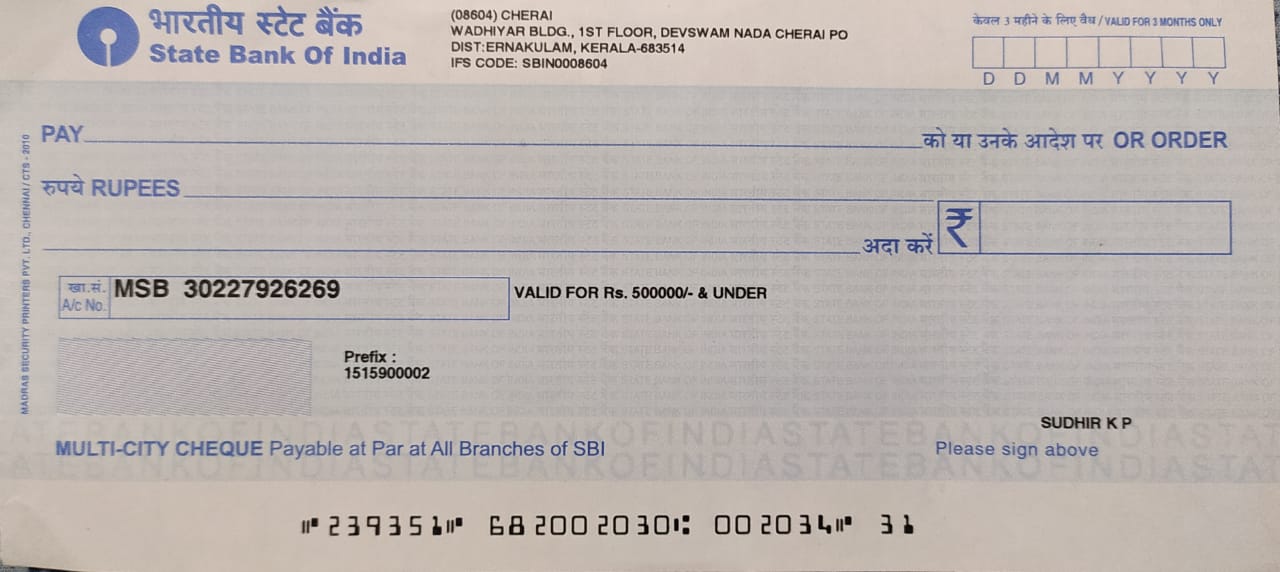 भारतीय स्टेट बैंक
State Bank Of India
(08604) CHERAI
WADHIYAR BLDG., 1ST FLOOR, DEVSWAM NADA CHERAI PO
DIST:ERNAKULAM, KERALA-683514
IFS CODE: SBIN0008604
केवल 3 महीने के लिए वैध / VALID FOR 3 MONTHS ONLY
D D M M Y Y Y Y
PAY को या उनके आदेश पर OR ORDER
रुपये RUPEES
अदा करें ₹
खा.सं. MSB 30227926269
A/c No.
VALID FOR Rs. 500000/- & UNDER
Prefix :
1515900002
SUDHIR K P
MULTI-CITY CHEQUE Payable at Par at All Branches of SBI
Please sign above
MADRAS SECURITY PRINTERS PVT. LTD., CHENNAI / CTS - 2010
⑈239351⑈ 682002030⑆ 002034⑈ 31